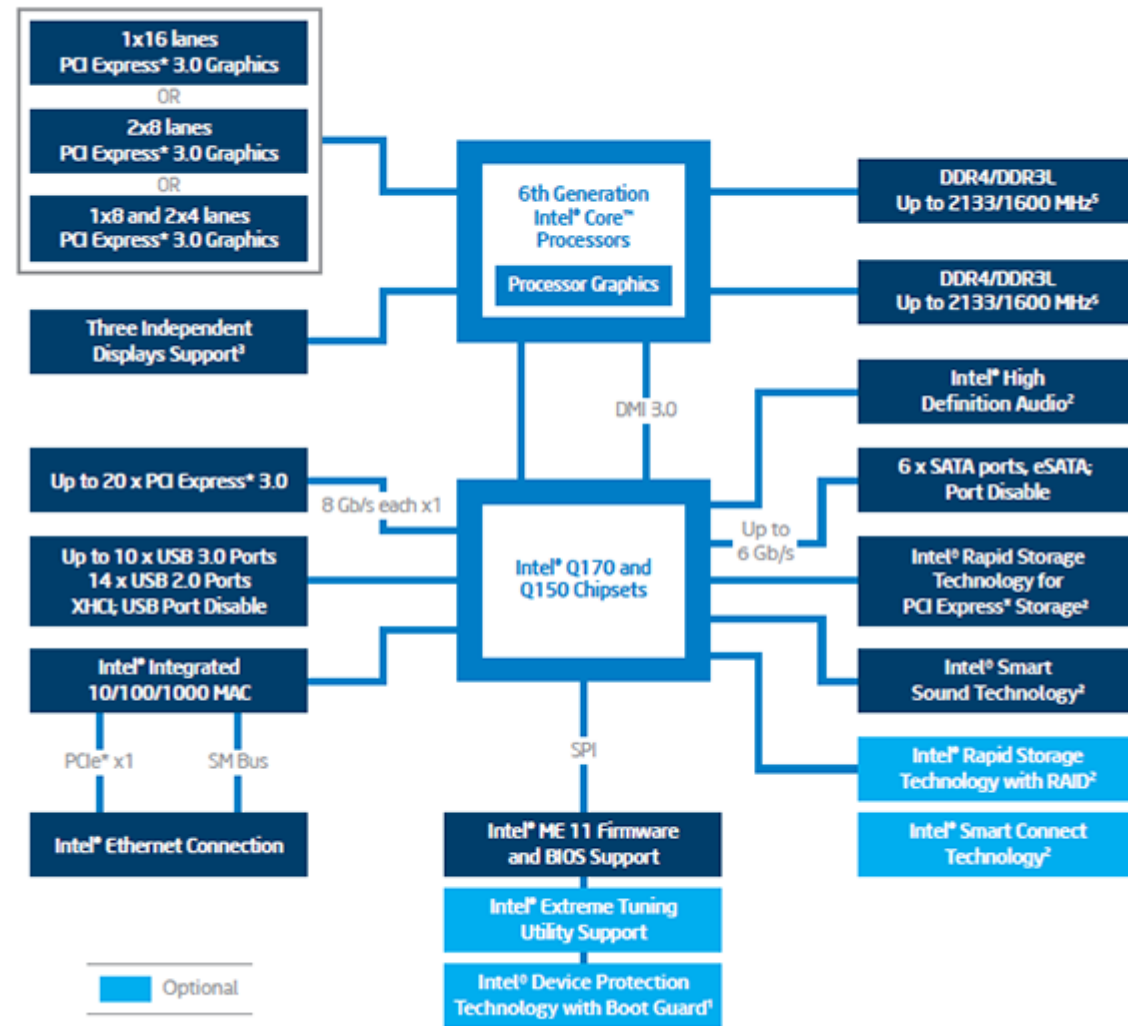 1x16 lanes
PCI Express* 3.0 Graphics
OR
2x8 lanes
PCI Express* 3.0 Graphics
OR
1x8 and 2x4 lanes
PCI Express* 3.0 Graphics
Three Independent
Displays Support³
6th Generation
Intel® Core™
Processors
Processor Graphics
DDR4/DDR3L
Up to 2133/1600 MHz⁵
DDR4/DDR3L
Up to 2133/1600 MHz⁵
DMI 3.0
Up to 20 x PCI Express* 3.0
8 Gb/s each x1
Up to 10 x USB 3.0 Ports
14 x USB 2.0 Ports
XHCI; USB Port Disable
Intel® Integrated
10/100/1000 MAC
PCIe* x1
SM Bus
Intel® Ethernet Connection
Intel® Q170 and
Q150 Chipsets
Intel® High
Definition Audio²
6 x SATA ports, eSATA;
Port Disable
Up to
6 Gb/s
Intel® Rapid Storage
Technology for
PCI Express* Storage²
Intel® Smart
Sound Technology²
Intel® Rapid Storage
Technology with RAID²
Intel® Smart Connect
Technology²
SPI
Intel® ME 11 Firmware
and BIOS Support
Intel® Extreme Tuning
Utility Support
Intel® Device Protection
Technology with Boot Guard¹
Optional